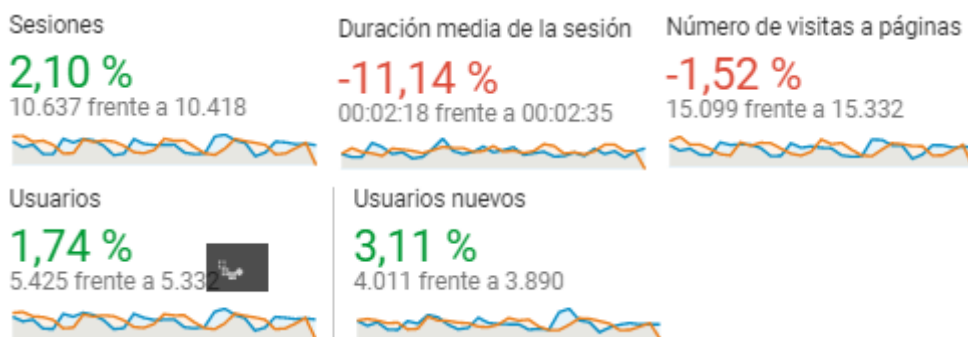 Sesiones
2,10 %
10.637 frente a 10.418
Duración media de la sesión
-11,14 %
00:02:18 frente a 00:02:35
Número de visitas a páginas
-1,52 %
15.099 frente a 15.332
Usuarios
1,74 %
5.425 frente a 5.332
Usuarios nuevos
3,11 %
4.011 frente a 3.890